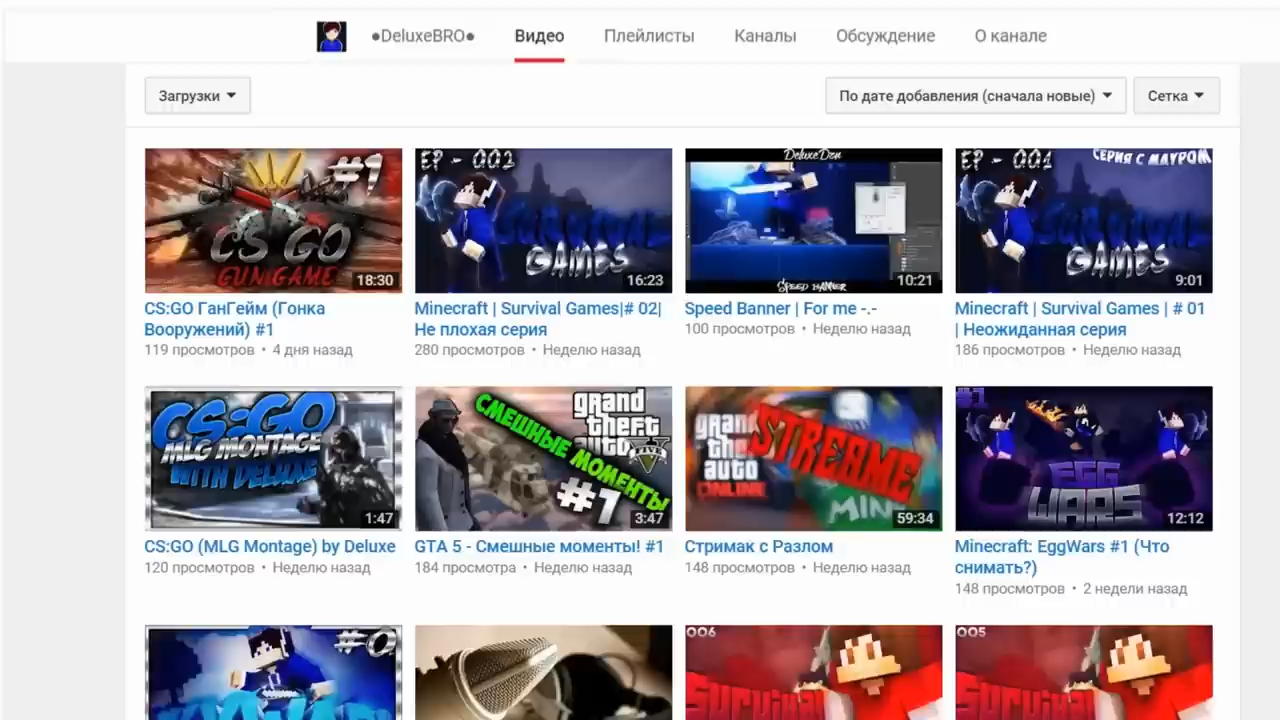 ●DeluxeBRO●
Видео
Плейлисты
Каналы
Обсуждение
О канале
Загрузки
По дате добавления (сначала новые)
Сетка
#1
CS GO
GUN GAME
18:30
EP - 002
SURVIVAL
GAMES
16:23
DeluxeDon
SPEED BANNER
10:21
EP - 001
СЕРИЯ С МАУРОМ
SURVIVAL
GAMES
9:01
CS:GO ГанГейм (Гонка
Вооружений) #1
119 просмотров • 4 дня назад
Minecraft | Survival Games|# 02|
Не плохая серия
280 просмотров • Неделю назад
Speed Banner | For me -.-
100 просмотров • Неделю назад
Minecraft | Survival Games | # 01
| Неожиданная серия
186 просмотров • Неделю назад
CS:GO
MLG MONTAGE
WITH DELUXE
1:47
СМЕШНЫЕ МОМЕНТЫ
#1
grand
theft
auto
FIVE
3:47
grand
theft
auto
ONLINE
STREAME
MIN
59:34
#1
EGG
WARS
12:12
CS:GO (MLG Montage) by Deluxe
120 просмотров • Неделю назад
GTA 5 - Смешные моменты! #1
184 просмотра • Неделю назад
Стримак с Разлом
148 просмотров • Неделю назад
Minecraft: EggWars #1 (Что
снимать?)
148 просмотров • 2 недели назад
#0
006
Survival
005
Survival